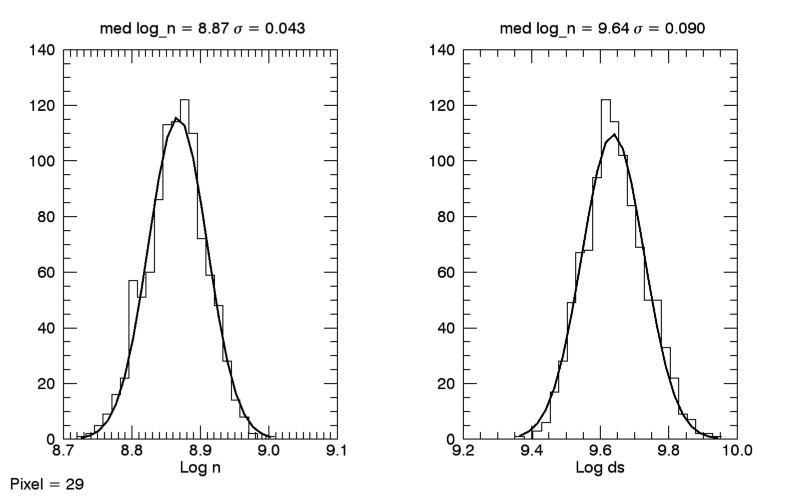 med log_n = 8.87 σ = 0.043
140
120
100
80
60
40
20
0
8.7 8.8 8.9 9.0 9.1
Log n
med log_n = 9.64 σ = 0.090
140
120
100
80
60
40
20
0
9.2 9.4 9.6 9.8 10.0
Log ds
Pixel = 29